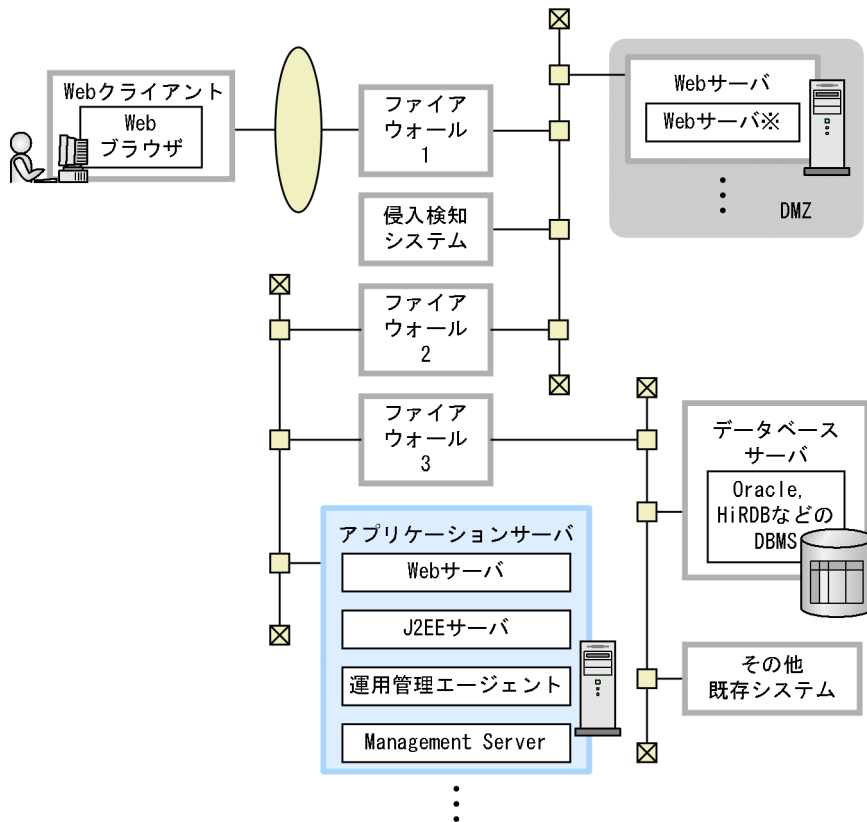 Webクライアント
Web
ブラウザ
ファイア
ウォール
1
Webサーバ
Webサーバ※
DMZ
侵入検知
システム
ファイア
ウォール
2
ファイア
ウォール
3
データベース
サーバ
Oracle,
HiRDBなどの
DBMS
アプリケーションサーバ
Webサーバ
J2EEサーバ
運用管理エージェント
Management Server
その他
既存システム